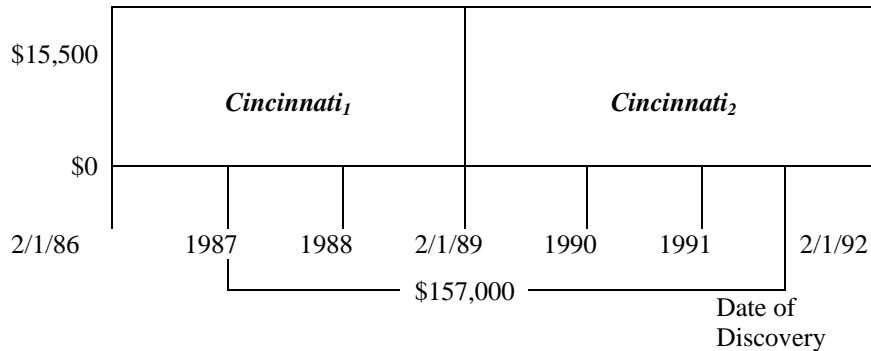 $15,500
Cincinnati1 Cincinnati2
$0
2/1/86 1987 1988 2/1/89 1990 1991 2/1/92
$157,000
Date of
Discovery